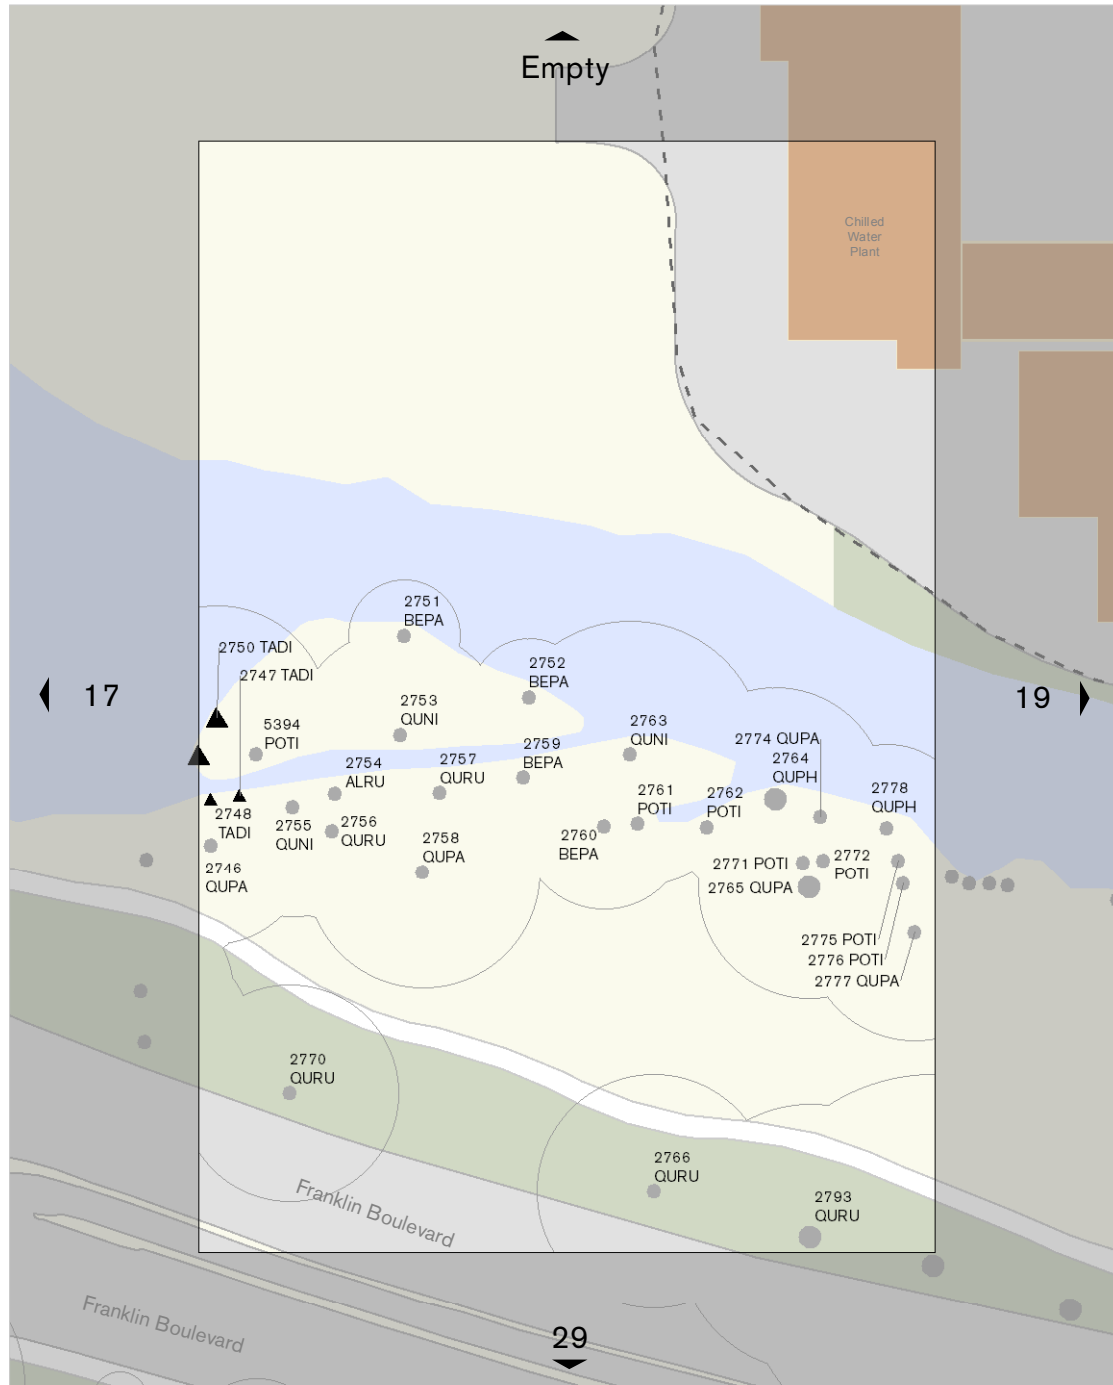 Empty
Chilled
Water
Plant
2751
BEPA
2750 TADI
2747 TADI
2752
BEPA
17
19
2753
QUNI
5394
POTI
2763
QUNI
2774 QUPA
2759
BEPA
2764
QUPH
2754
ALRU
2757
QURU
2761
POTI
2762
POTI
2778
QUPH
2748
TADI
2755
QUNI
2756
QURU
2758
QUPA
2760
BEPA
2746
QUPA
2771 POTI
2772
POTI
2765 QUPA
2775 POTI
2776 POTI
2777 QUPA
2770
QURU
2766
QURU
2793
QURU
Franklin Boulevard
Franklin Boulevard
29